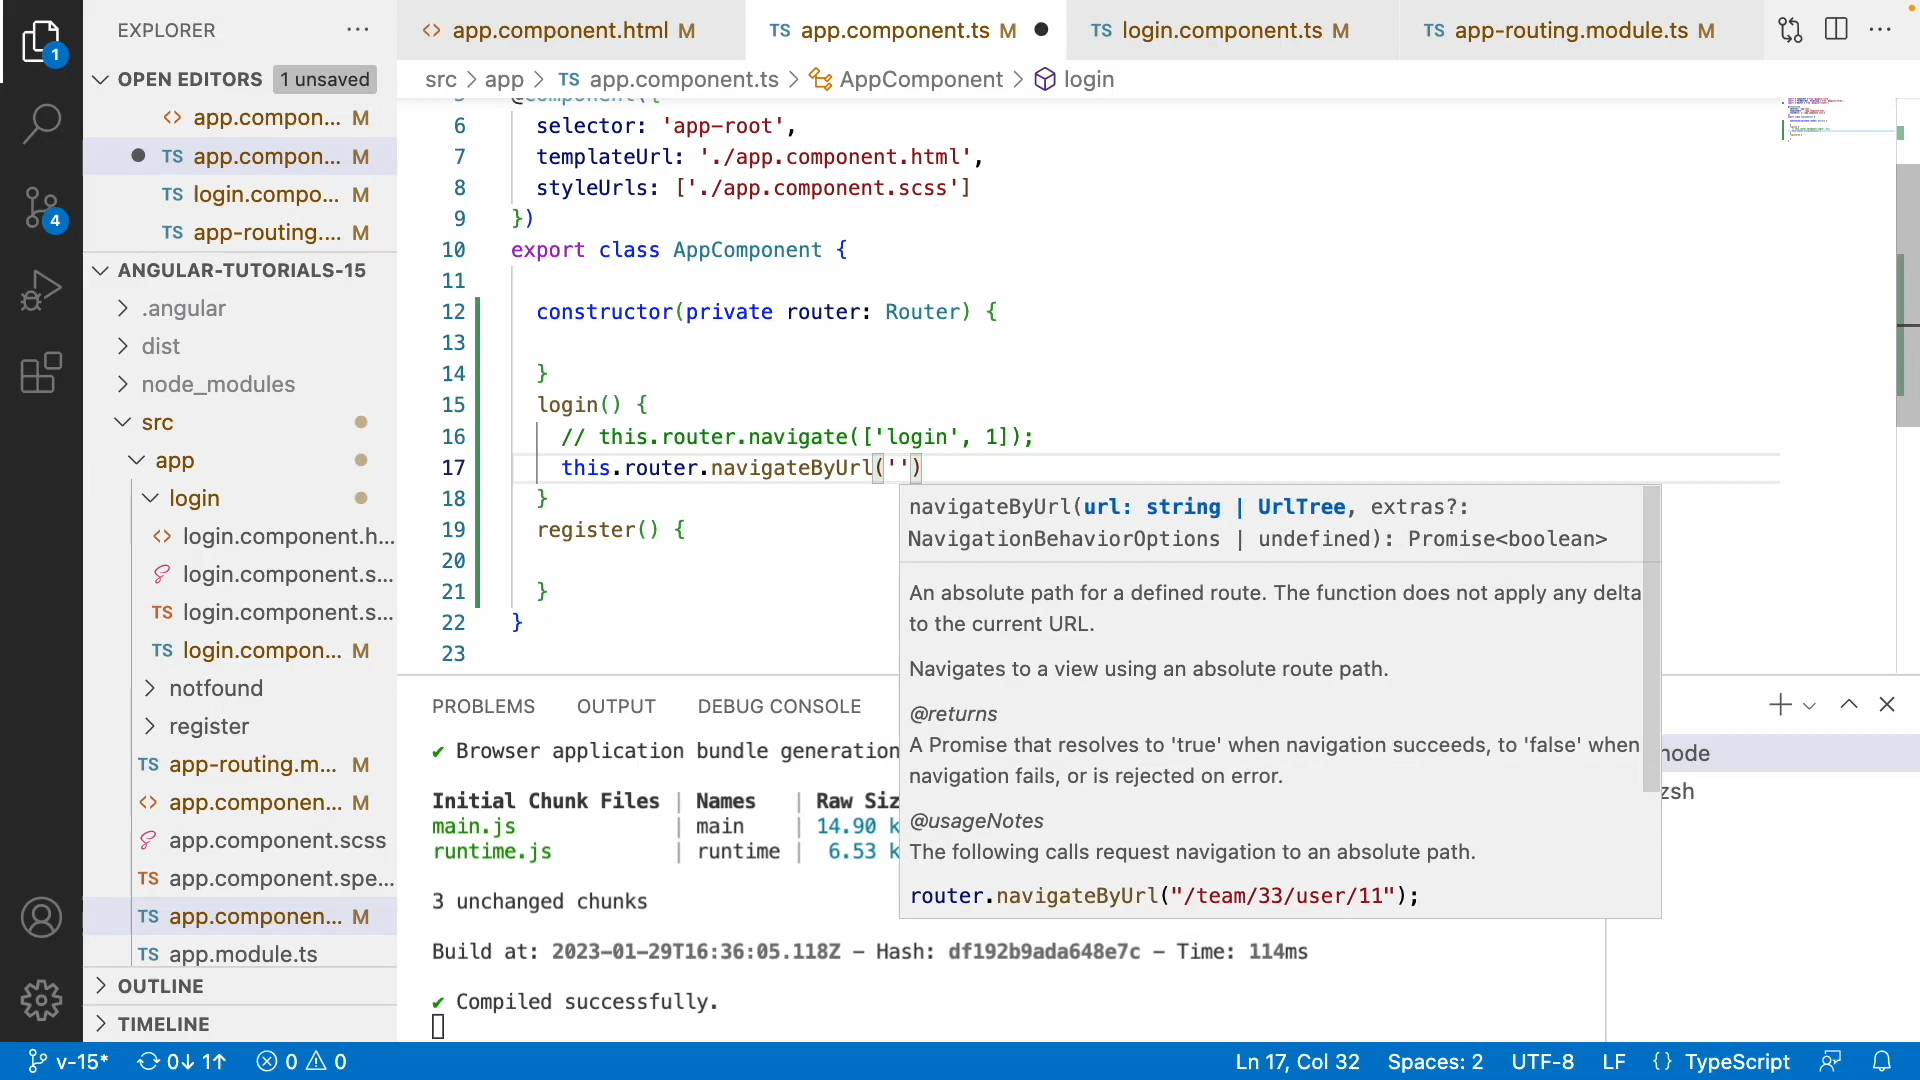 EXPLORER
app.component.html M
TS app.component.ts M
TS login.component.ts M
TS app-routing.module.ts M
1
OPEN EDITORS 1 unsaved
src > app > TS app.component.ts > AppComponent > login
app.compon... M
TS app.compon... M
TS login.compo... M
TS app-routing.... M
4
ANGULAR-TUTORIALS-15
.angular
dist
node_modules
src
app
login
login.component.h...
login.component.s...
TS login.component.s...
TS login.compon... M
notfound
register
TS app-routing.m... M
app.componen... M
app.component.scss
TS app.component.spe...
TS app.componen... M
TS app.module.ts
OUTLINE
TIMELINE
6 selector: 'app-root',
7 templateUrl: './app.component.html',
8 styleUrls: ['./app.component.scss']
9 })
10 export class AppComponent {
11
12 constructor(private router: Router) {
13
14 }
15 login() {
16 // this.router.navigate(['login', 1]);
17 this.router.navigateByUrl('')
18 }
19 register() {
20
21 }
22 }
23
navigateByUrl(url: string | UrlTree, extras?:
NavigationBehaviorOptions | undefined): Promise<boolean>
An absolute path for a defined route. The function does not apply any delta
to the current URL.
Navigates to a view using an absolute route path.
@returns
A Promise that resolves to 'true' when navigation succeeds, to 'false' when
navigation fails, or is rejected on error.
@usageNotes
The following calls request navigation to an absolute path.
router.navigateByUrl("/team/33/user/11");
PROBLEMS OUTPUT DEBUG CONSOLE
✔ Browser application bundle generation
Initial Chunk Files | Names | Raw Siz
main.js | main | 14.90 k
runtime.js | runtime | 6.53 k
3 unchanged chunks
Build at: 2023-01-29T16:36:05.118Z - Hash: df192b9ada648e7c - Time: 114ms
✔ Compiled successfully.
node
zsh
v-15* 0↓ 1↑ 0 0
Ln 17, Col 32 Spaces: 2 UTF-8 LF {} TypeScript